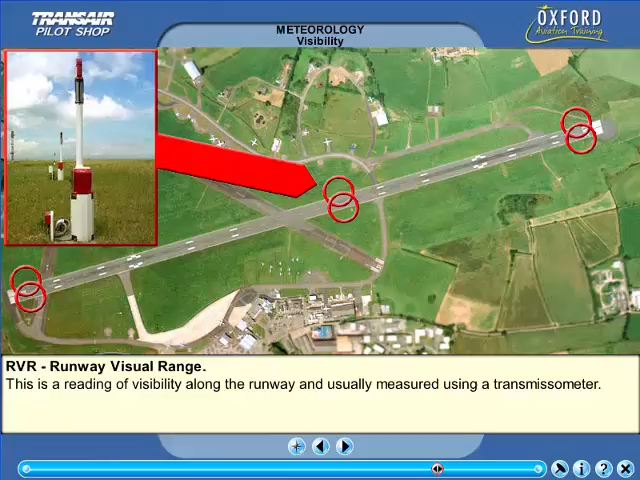 TRANSAIR
PILOT SHOP
METEOROLOGY
Visibility
OXFORD
Aviation Training
RVR - Runway Visual Range.
This is a reading of visibility along the runway and usually measured using a transmissometer.